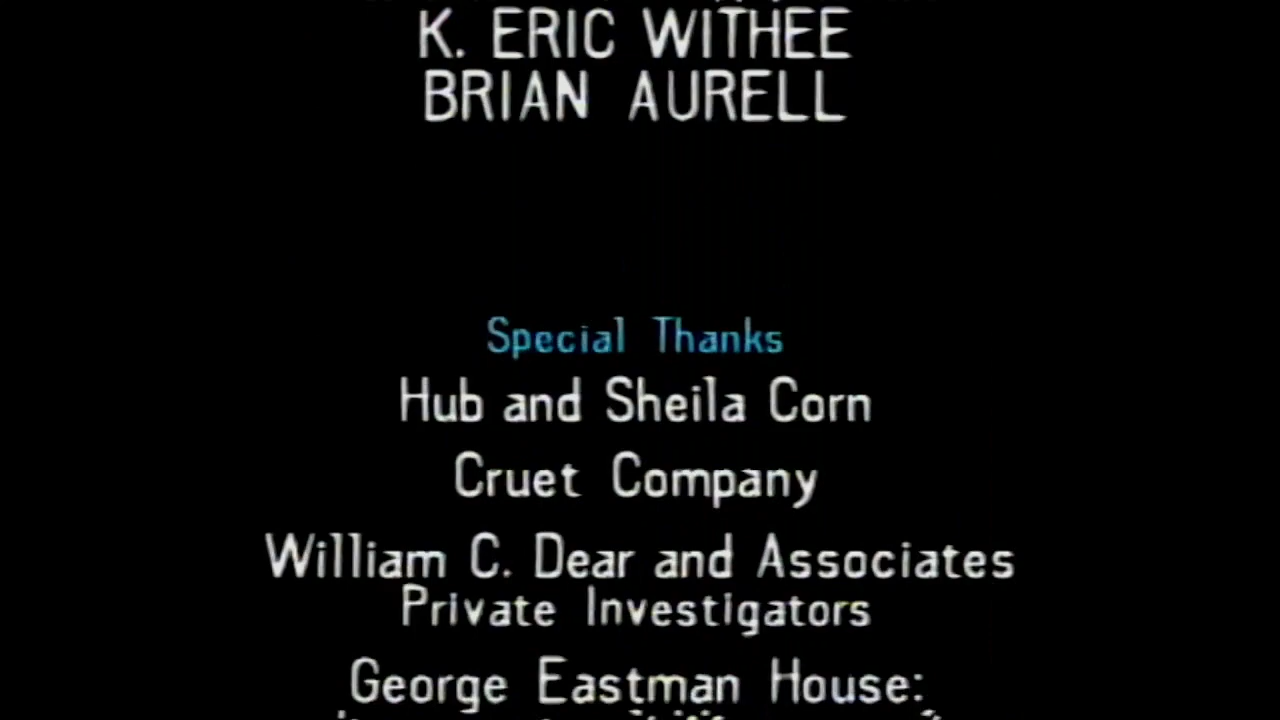 K. ERIC WITHEE
BRIAN AURELL
Special Thanks
Hub and Sheila Corn
Cruet Company
William C. Dear and Associates
Private Investigators
George Eastman House: